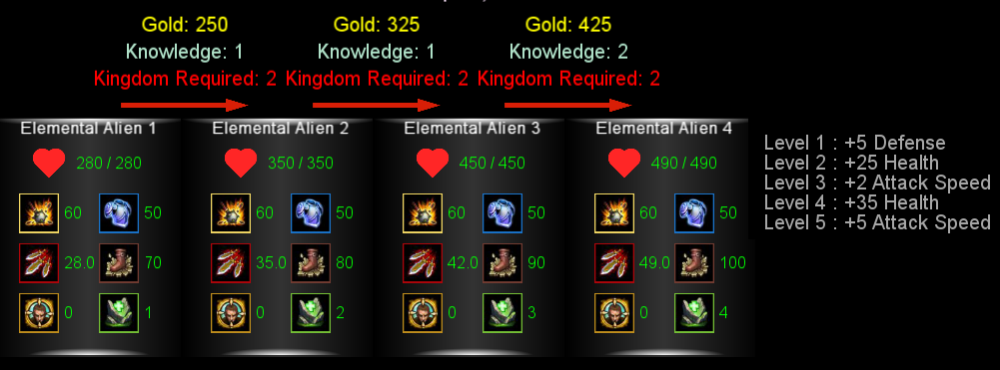 Gold: 250 Gold: 325 Gold: 425
Knowledge: 1 Knowledge: 1 Knowledge: 2
Kingdom Required: 2 Kingdom Required: 2 Kingdom Required: 2
Elemental Alien 1 Elemental Alien 2 Elemental Alien 3 Elemental Alien 4
280 / 280 350 / 350 450 / 450 490 / 490
60 50 60 50 60 50 60 50
28.0 70 35.0 80 42.0 90 49.0 100
0 1 0 2 0 3 0 4
Level 1 : +5 Defense
Level 2 : +25 Health
Level 3 : +2 Attack Speed
Level 4 : +35 Health
Level 5 : +5 Attack Speed